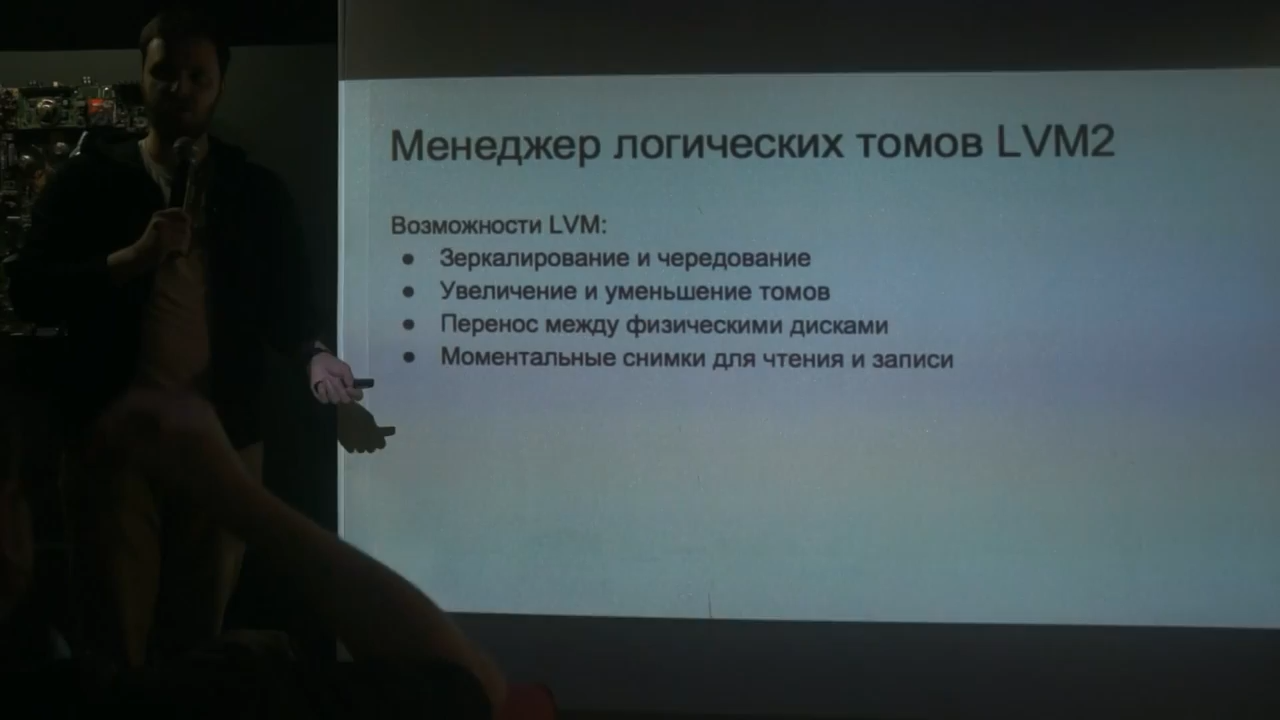 Менеджер логических томов LVM2
Возможности LVM:
● Зеркалирование и чередование
● Увеличение и уменьшение томов
● Перенос между физическими дисками
● Моментальные снимки для чтения и записи